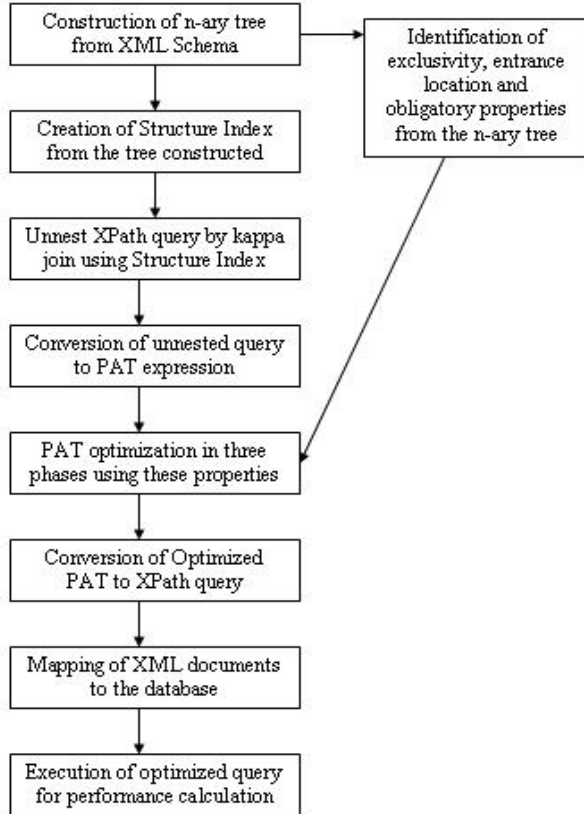 Construction of n-ary tree
from XML Schema
Identification of
exclusivity, entrance
location and
obligatory properties
from the n-ary tree
Creation of Structure Index
from the tree constructed
Unnest XPath query by kappa
join using Structure Index
Conversion of unnested query
to PAT expression
PAT optimization in three
phases using these properties
Conversion of Optimized
PAT to XPath query
Mapping of XML documents
to the database
Execution of optimized query
for performance calculation